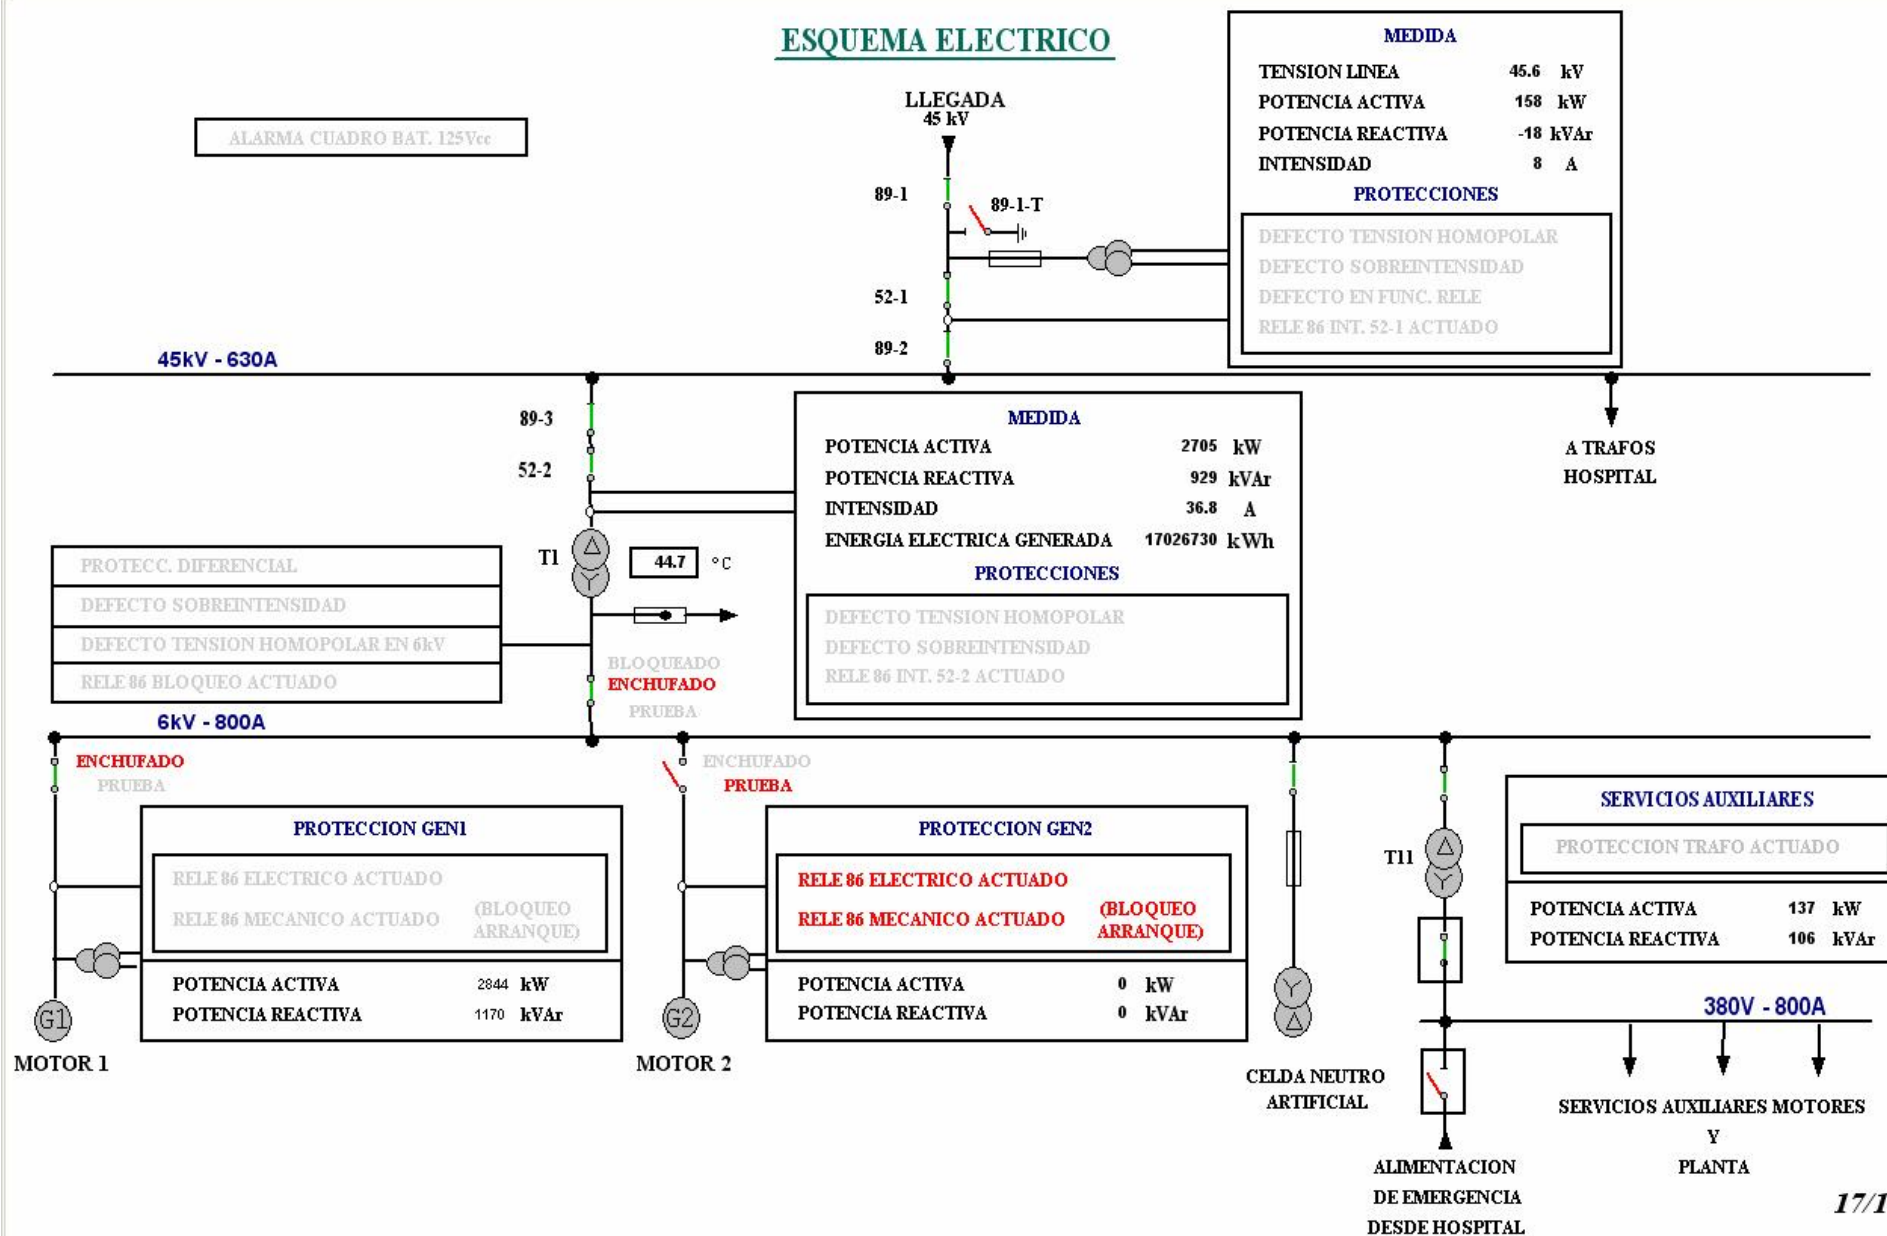 ESQUEMA ELECTRICO
ALARMA CUADRO BAT. 125Vcc
LLEGADA
45 kV
89-1
89-1-T
52-1
89-2
MEDIDA
TENSION LINEA 45.6 kV
POTENCIA ACTIVA 158 kW
POTENCIA REACTIVA -18 kVAr
INTENSIDAD 8 A
PROTECCIONES
DEFECTO TENSION HOMOPOLAR
DEFECTO SOBREINTENSIDAD
DEFECTO EN FUNC. RELE
RELE 86 INT. 52-1 ACTUADO
45kV - 630A
89-3
52-2
T1
44.7 °C
MEDIDA
POTENCIA ACTIVA 2705 kW
POTENCIA REACTIVA 929 kVAr
INTENSIDAD 36.8 A
ENERGIA ELECTRICA GENERADA 17026730 kWh
PROTECCIONES
DEFECTO TENSION HOMOPOLAR
DEFECTO SOBREINTENSIDAD
RELE 86 INT. 52-2 ACTUADO
A TRAFOS
HOSPITAL
PROTECC. DIFERENCIAL
DEFECTO SOBREINTENSIDAD
DEFECTO TENSION HOMOPOLAR EN 6kV
RELE 86 BLOQUEO ACTUADO
BLOQUEADO
ENCHUFADO
PRUEBA
6kV - 800A
ENCHUFADO
PRUEBA
PROTECCION GEN1
RELE 86 ELECTRICO ACTUADO
RELE 86 MECANICO ACTUADO (BLOQUEO
ARRANQUE)
POTENCIA ACTIVA 2844 kW
POTENCIA REACTIVA 1170 kVAr
G1
MOTOR 1
ENCHUFADO
PRUEBA
PROTECCION GEN2
RELE 86 ELECTRICO ACTUADO
RELE 86 MECANICO ACTUADO (BLOQUEO
ARRANQUE)
POTENCIA ACTIVA 0 kW
POTENCIA REACTIVA 0 kVAr
G2
MOTOR 2
CELDA NEUTRO
ARTIFICIAL
T11
SERVICIOS AUXILIARES
PROTECCION TRAFO ACTUADO
POTENCIA ACTIVA 137 kW
POTENCIA REACTIVA 106 kVAr
380V - 800A
SERVICIOS AUXILIARES MOTORES
Y
PLANTA
ALIMENTACION
DE EMERGENCIA
DESDE HOSPITAL
17/1